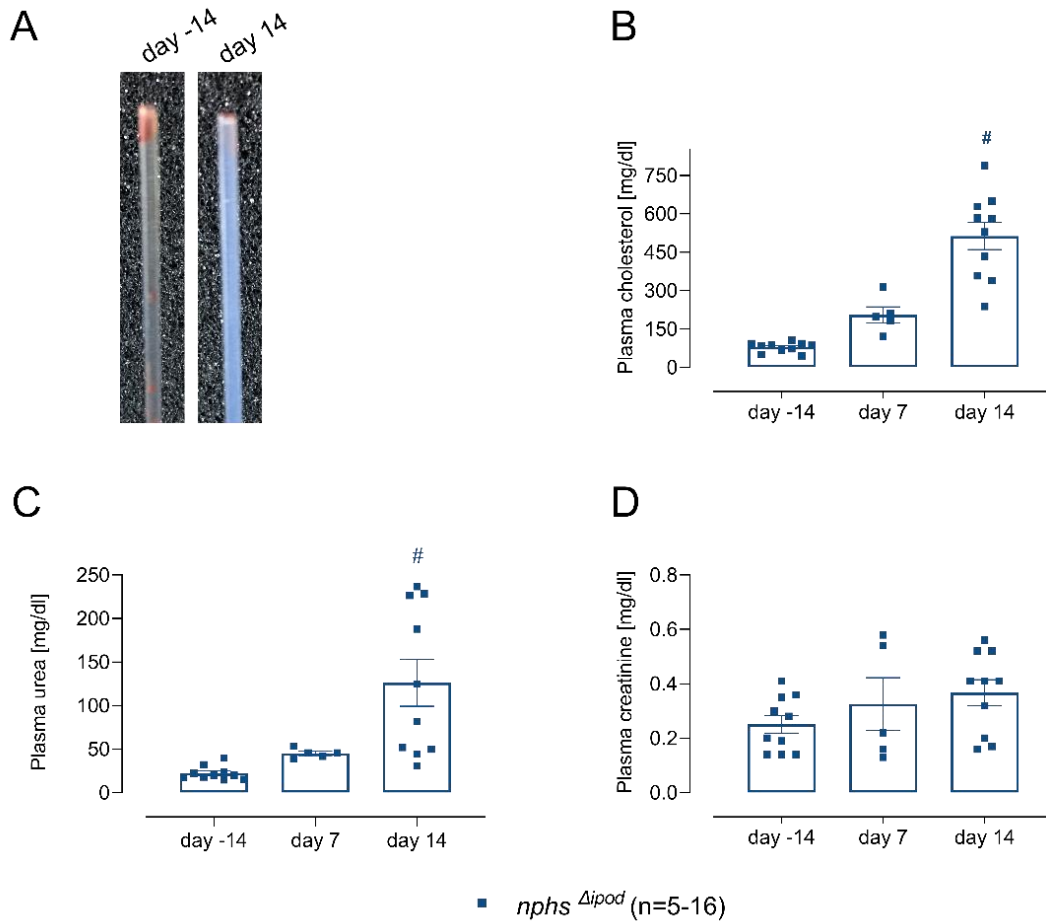 A
day -14
day 14
B
#
Plasma cholesterol [mg/dl]
750
600
450
300
150
0
day -14
day 7
day 14
C
#
Plasma urea [mg/dl]
250
200
150
100
50
0
day -14
day 7
day 14
D
Plasma creatinine [mg/dl]
0.8
0.6
0.4
0.2
0.0
day -14
day 7
day 14
nphs Δipod (n=5-16)